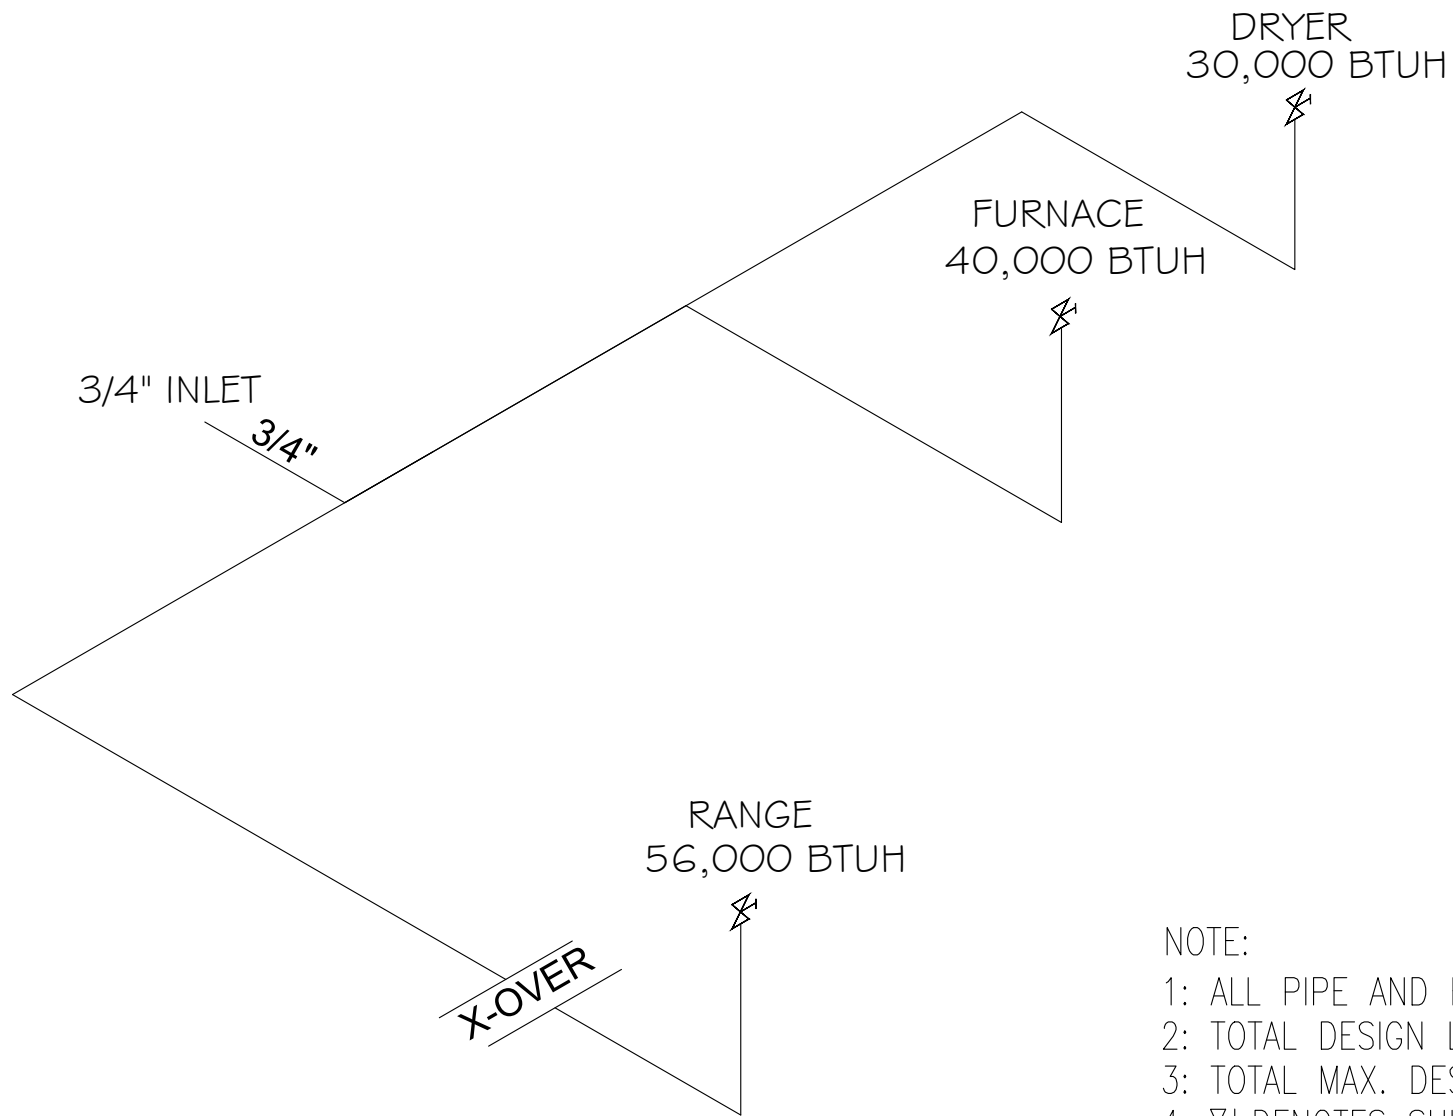 DRYER
30,000 BTUH
FURNACE
40,000 BTUH
3/4" INLET
3/4"
RANGE
56,000 BTUH
X-OVER
NOTE:
1: ALL PIPE AND
2: TOTAL DESIGN
3: TOTAL MAX.
DENOTES